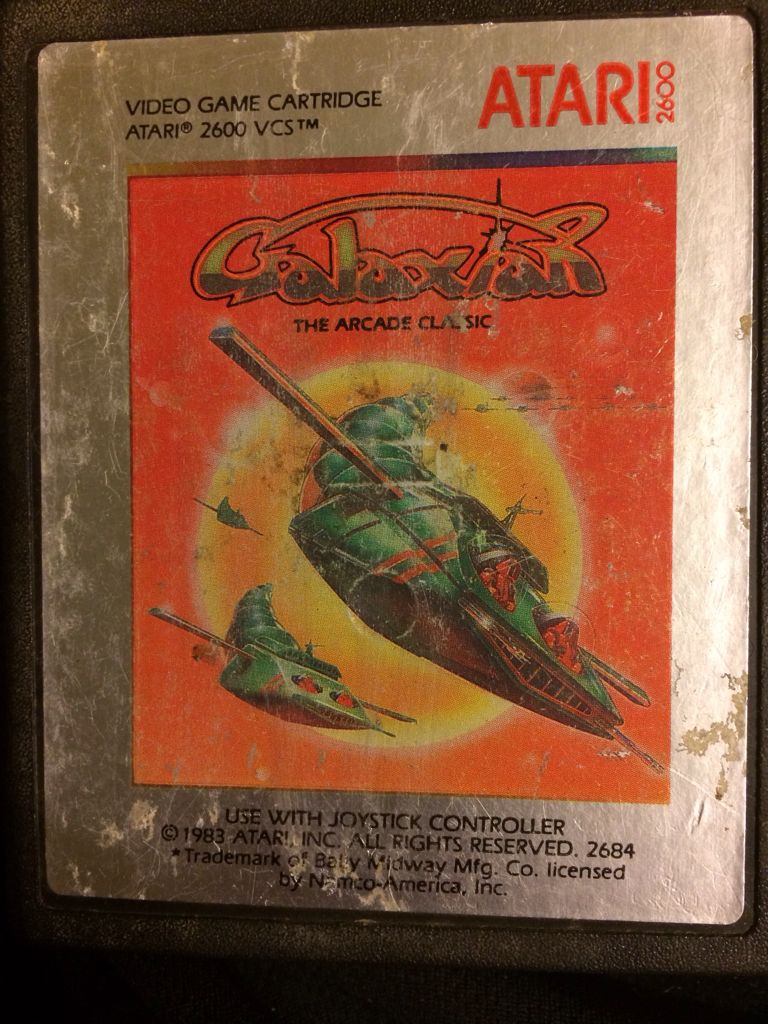 VIDEO GAME CARTRIDGE
ATARI® 2600 VCS™
ATARI 2600
Galaxian
THE ARCADE CLASSIC
USE WITH JOYSTICK CONTROLLER
© 1983 ATARI, INC. ALL RIGHTS RESERVED. 2684
*Trademark of Bally Midway Mfg. Co. licensed
by Namco-America, Inc.